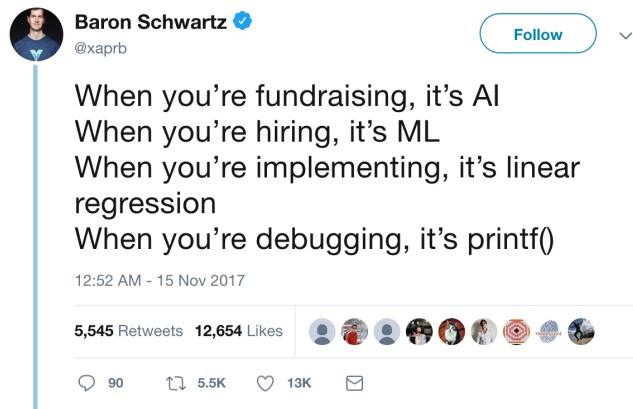 Baron Schwartz
@xaprb
Follow
When you're fundraising, it's AI
When you're hiring, it's ML
When you're implementing, it's linear
regression
When you're debugging, it's printf()
12:52 AM - 15 Nov 2017
5,545 Retweets 12,654 Likes
90 5.5K 13K